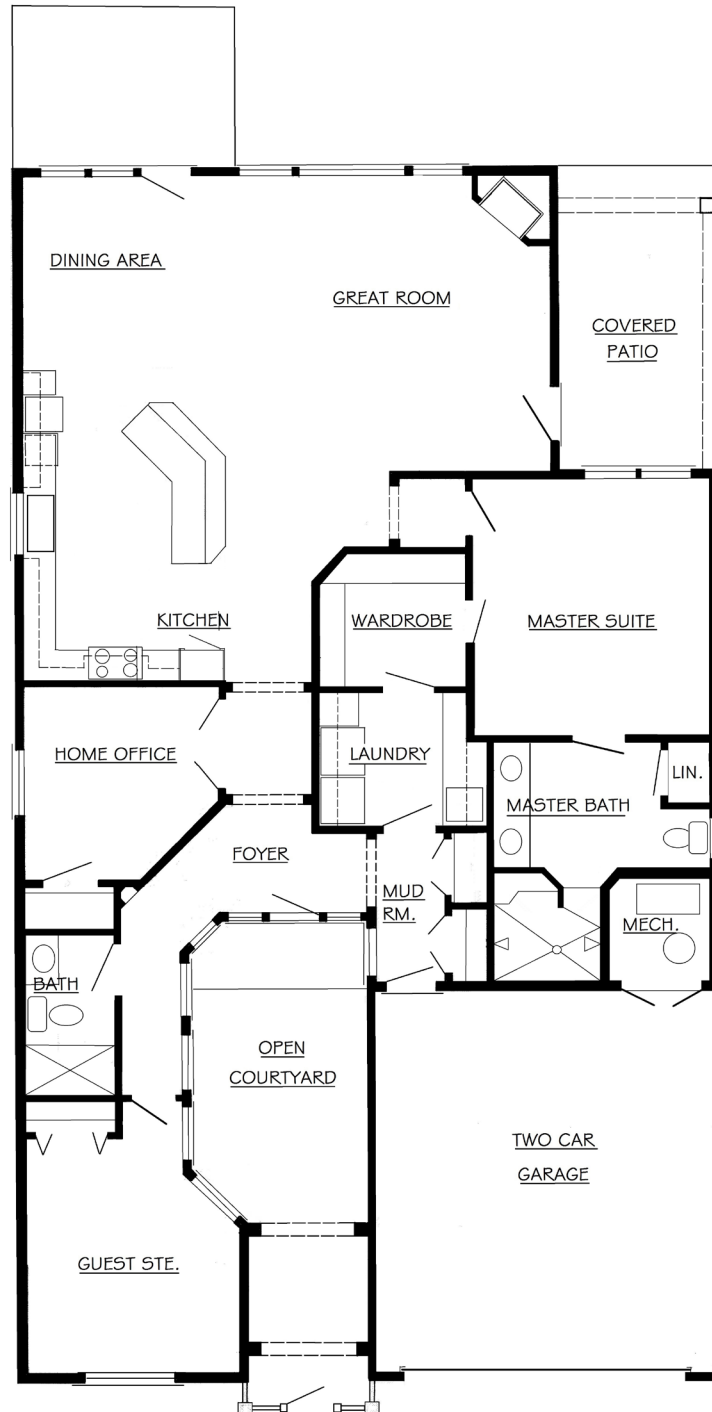 DINING AREA
GREAT ROOM
COVERED
PATIO
KITCHEN
WARDROBE
MASTER SUITE
HOME OFFICE
LAUNDRY
LIN.
MASTER BATH
FOYER
MUD
RM.
MECH.
BATH
OPEN
COURTYARD
TWO CAR
GARAGE
GUEST STE.